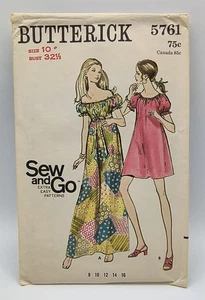 BUTTERICK 5761
75c
Canada 85c
SIZE 10
BUST 32½
Sew
and
Go
EXTRA
EASY
PATTERNS
A
B
8 10 12 14 16